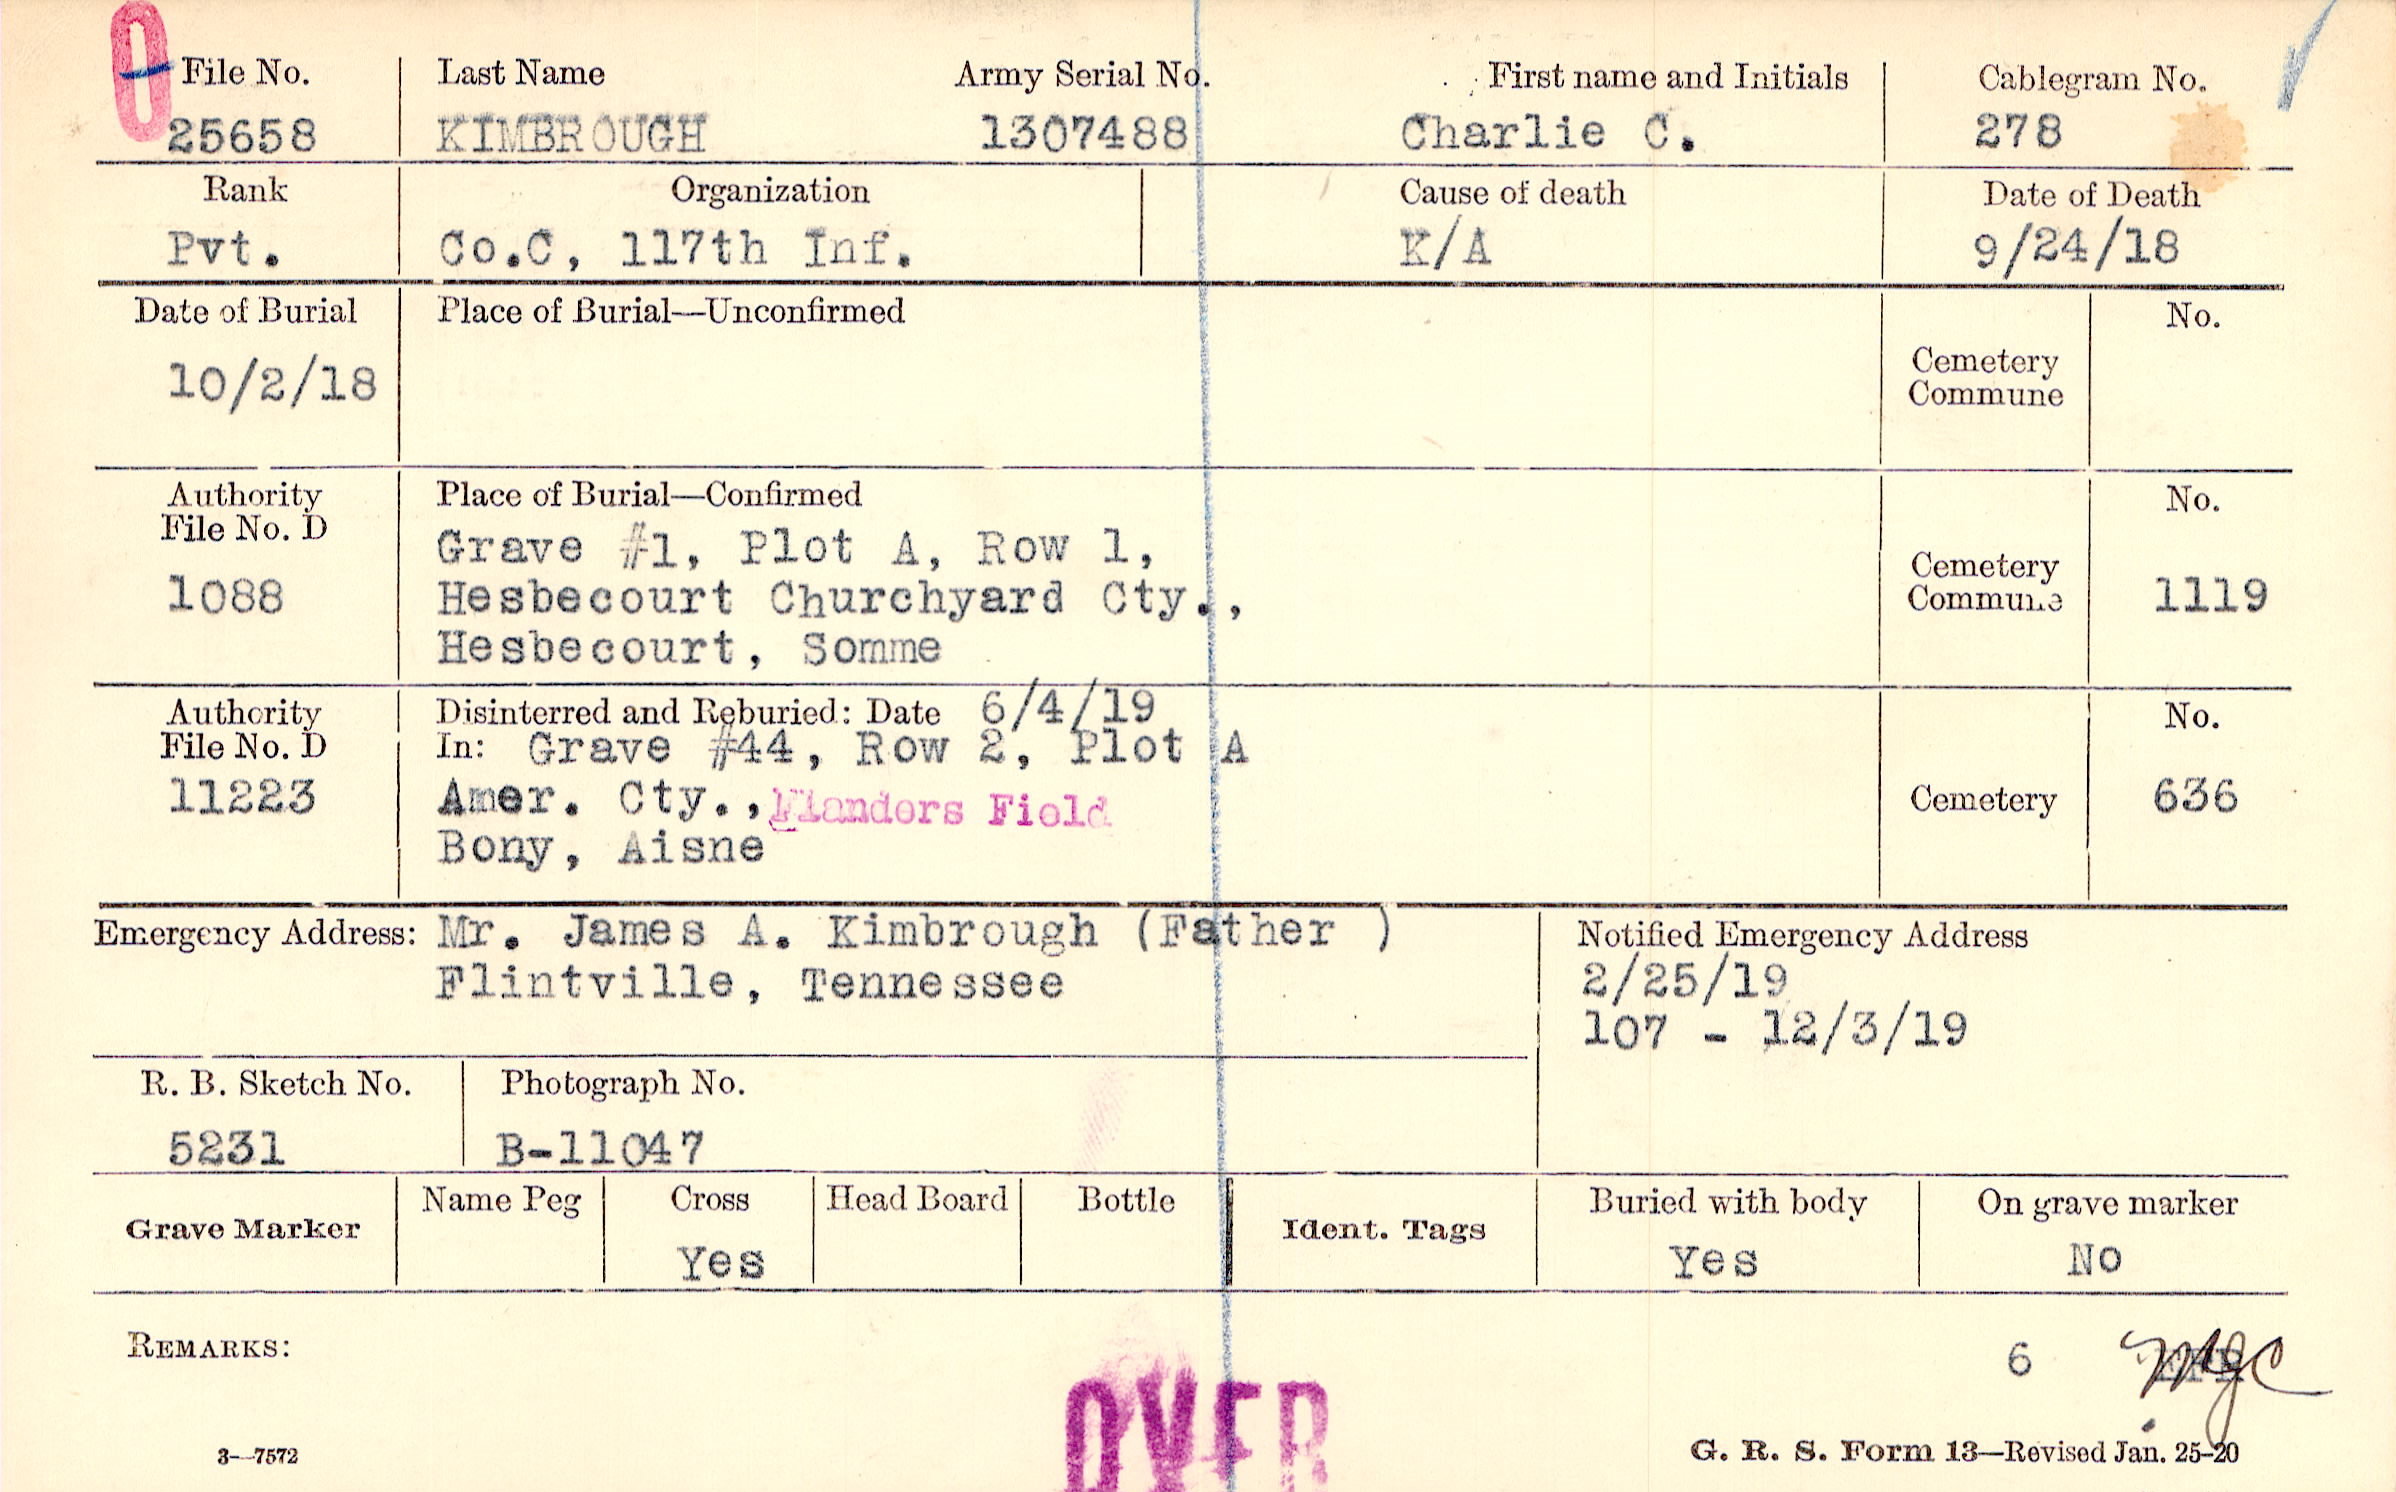 0
File No. Last Name Army Serial No. First name and Initials Cablegram No.
25658 KIMBROUGH 1307488 Charlie C. 278
Rank Organization Cause of death Date of Death
Pvt. Co.C, 117th Inf. K/A 9/24/18
Date of Burial Place of Burial—Unconfirmed No.
10/2/18 Cemetery
Commune
Authority Place of Burial—Confirmed No.
File No. D Grave #1, Plot A, Row 1,
1088 Hesbecourt Churchyard Cty., Cemetery
Commune 1119
Hesbecourt, Somme
Authority Disinterred and Reburied: Date 6/4/19 No.
File No. D In: Grave #44, Row 2, Plot A
11223 Amer. Cty., Flanders Field Cemetery 636
Bony, Aisne
Emergency Address: Mr. James A. Kimbrough (Father ) Notified Emergency Address
Flintville, Tennessee 2/25/19
107 - 12/3/19
R. B. Sketch No. Photograph No.
5231 B-11047
Grave Marker Name Peg Cross Head Board Bottle Ident. Tags Buried with body On grave marker
Yes Yes No
REMARKS: 6
OVER
3—7572 G. R. S. Form 13—Revised Jan. 25-20